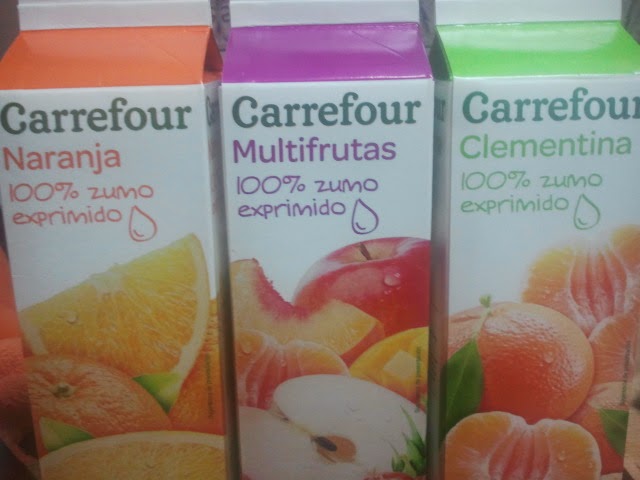 Carrefour
Naranja
100% zumo
exprimido
Carrefour
Multifrutas
100% zumo
exprimido
Carrefour
Clementina
100% zumo
exprimido